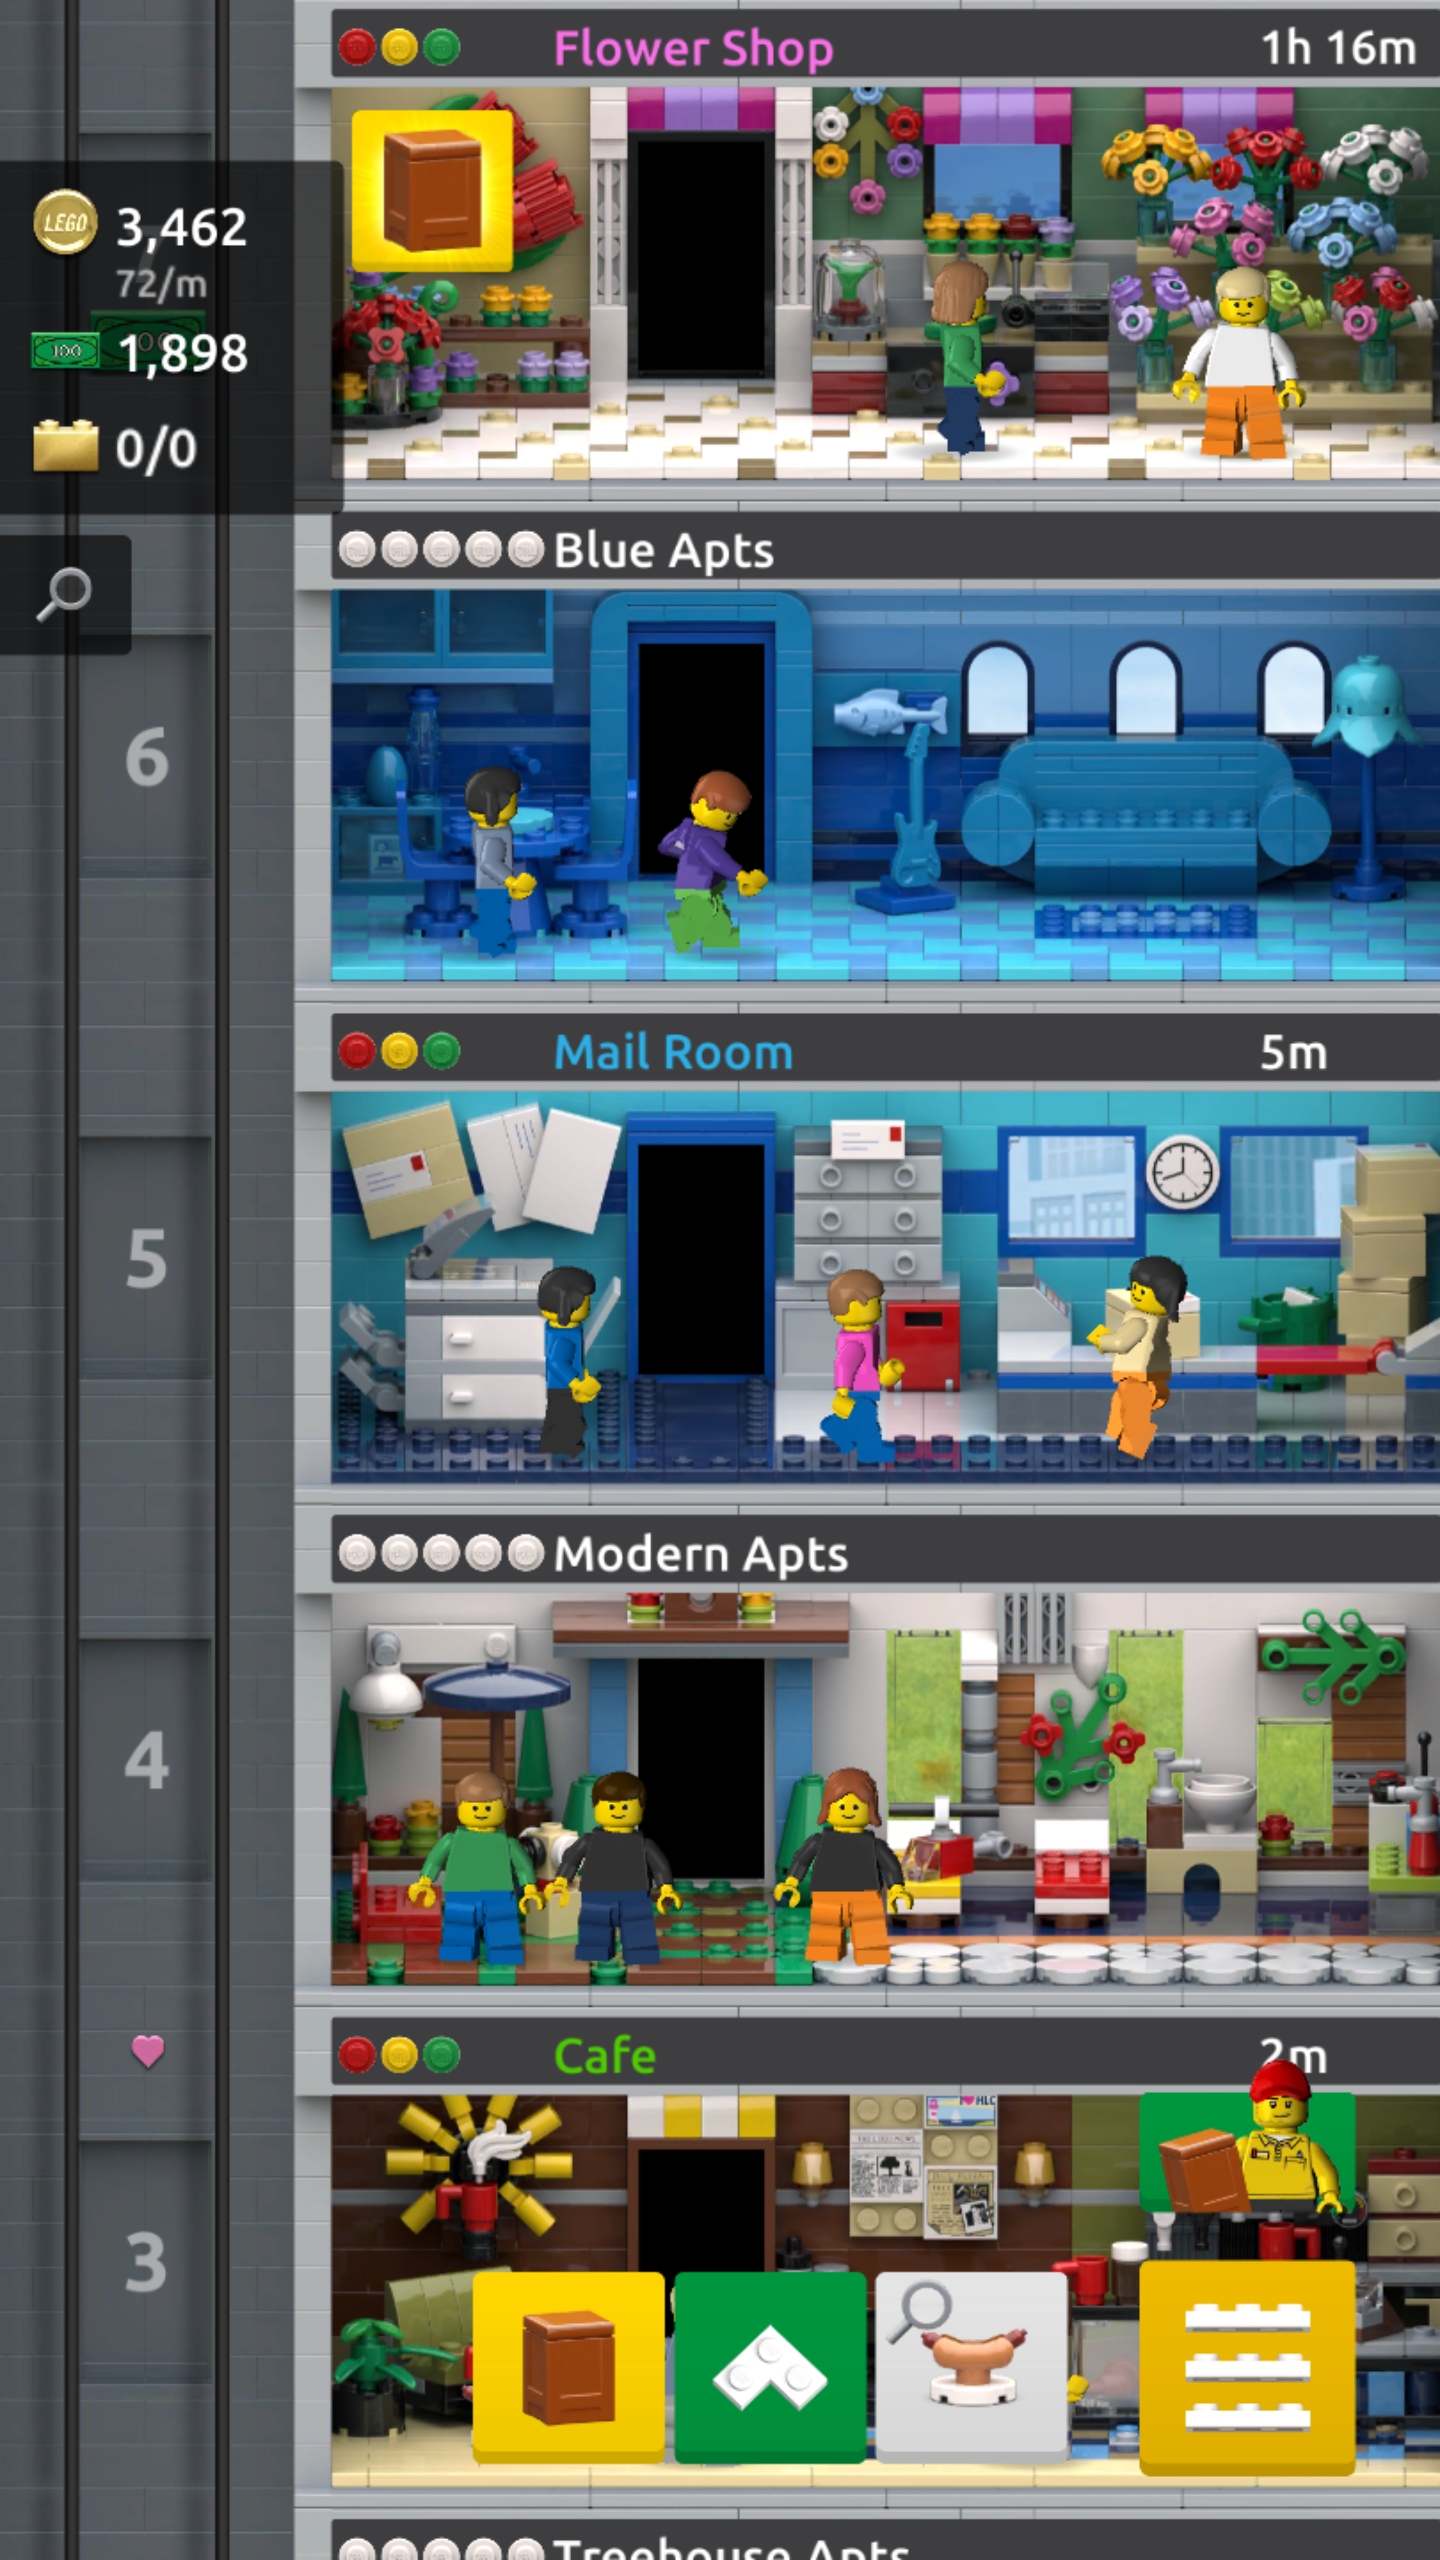 Flower Shop 1h 16m
LEGO 3,462
72/m
100 1,898
0/0
Blue Apts
6
Mail Room 5m
5
Modern Apts
4
Cafe 2m
3
Treehouse Apts